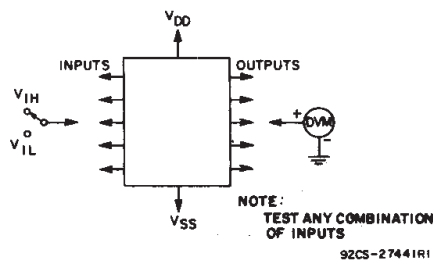 VDD
INPUTS
OUTPUTS
VIH
VIL
+
DVM
-
VSS
NOTE:
TEST ANY COMBINATION
OF INPUTS
92CS-27441R1